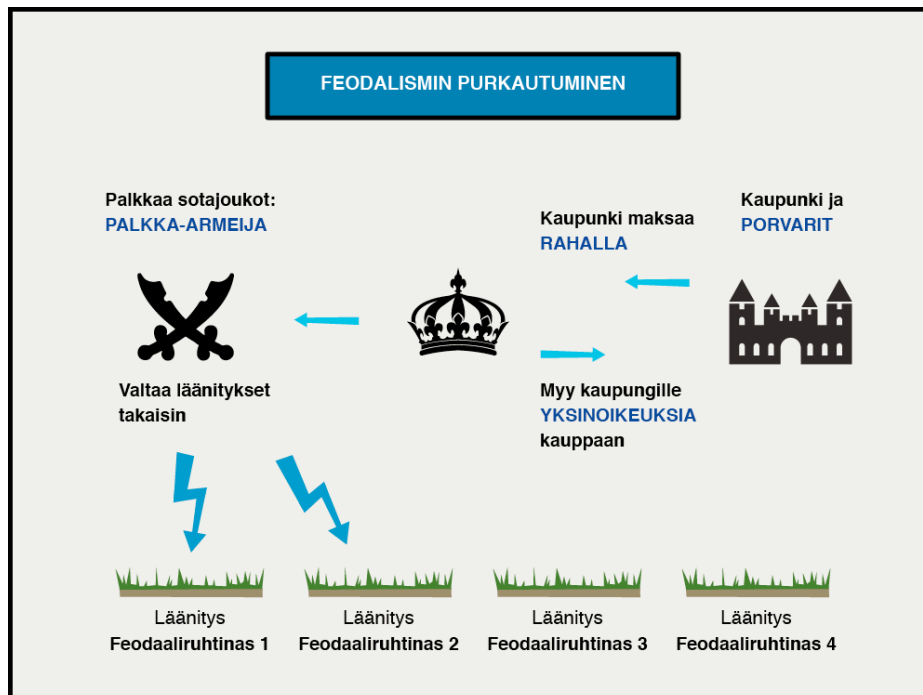 FEODALISMIN PURKAUTUMINEN
Palkkaa sotajoukot:
PALKKA-ARMEIJA
Kaupunki maksaa
RAHALLA
Kaupunki ja
PORVARIT
Valtaa läänitykset
takaisin
Myy kaupungille
YKSINOIKEUKSIA
kauppaan
Läänitys
Feodaaliruhtinas 1
Läänitys
Feodaaliruhtinas 2
Läänitys
Feodaaliruhtinas 3
Läänitys
Feodaaliruhtinas 4